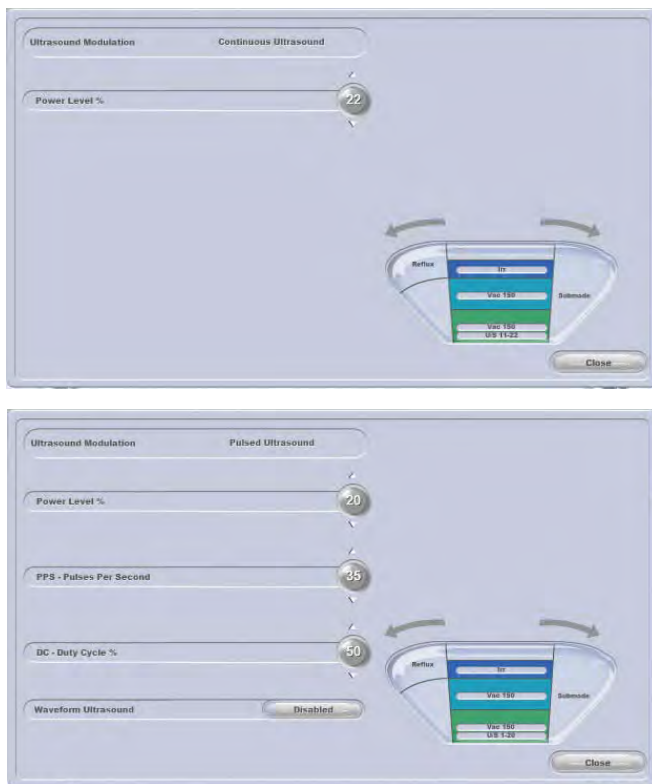 Ultrasound Modulation Continuous Ultrasound
Power Level % 22
Reflux
Irr
Vac 150
Submode
Vac 150
U/S 11-22
Close
Ultrasound Modulation Pulsed Ultrasound
Power Level % 20
PPS - Pulses Per Second 35
DC - Duty Cycle % 50
Waveform Ultrasound Disabled
Reflux
Irr
Vac 150
Submode
Vac 150
U/S 1-20
Close